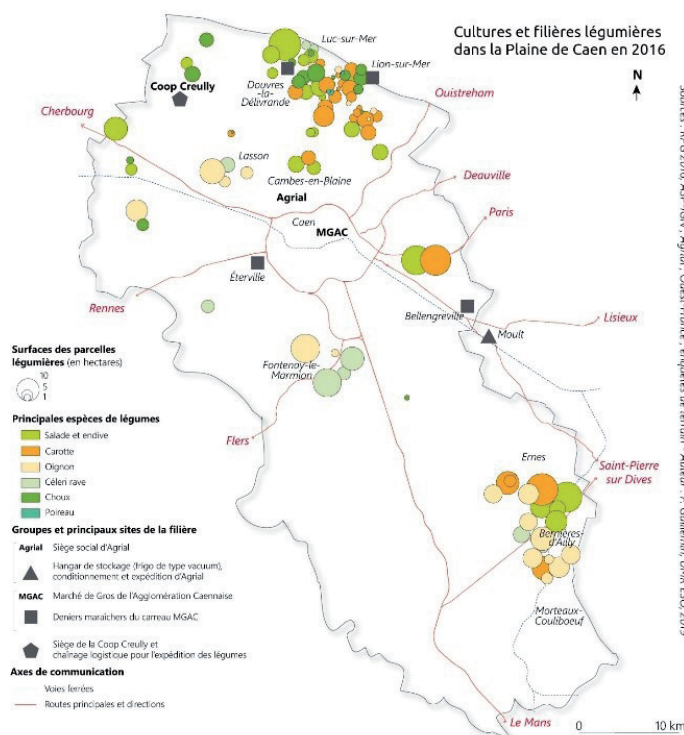 Cultures et filières légumières
dans la Plaine de Caen en 2016
N
Luc-sur-Mer
Lion-sur-Mer
Coop Creully
Douvres
-la-
Délivrande
Ouistreham
Cherbourg
Lasson
Cambes-en-Plaine
Deauville
Agrial
Paris
Caen
MGAC
Éterville
Rennes
Bellengreville
Lisieux
Moult
Fontenay-le-
Marmion
Flers
Ernes
Saint-Pierre
sur Dives
Bernières-
d'Ailly
Morteaux-
Coulibœuf
Le Mans
0 10 km
Surfaces des parcelles
légumières (en hectares)
10
5
1
Principales espèces de légumes
Salade et endive
Carotte
Oignon
Céleri rave
Choux
Poireau
Groupes et principaux sites de la filière
Agrial Siège social d'Agrial
Hangar de stockage (frigo de type vacuum),
conditionnement et expédition d'Agrial
MGAC Marché de Gros de l'Agglomération Caennaise
Deniers maraîchers du carreau MGAC
Siège de la Coop Creully et
chaînage logistique pour l'expédition des légumes
Axes de communication
Voies ferrées
Routes principales et directions